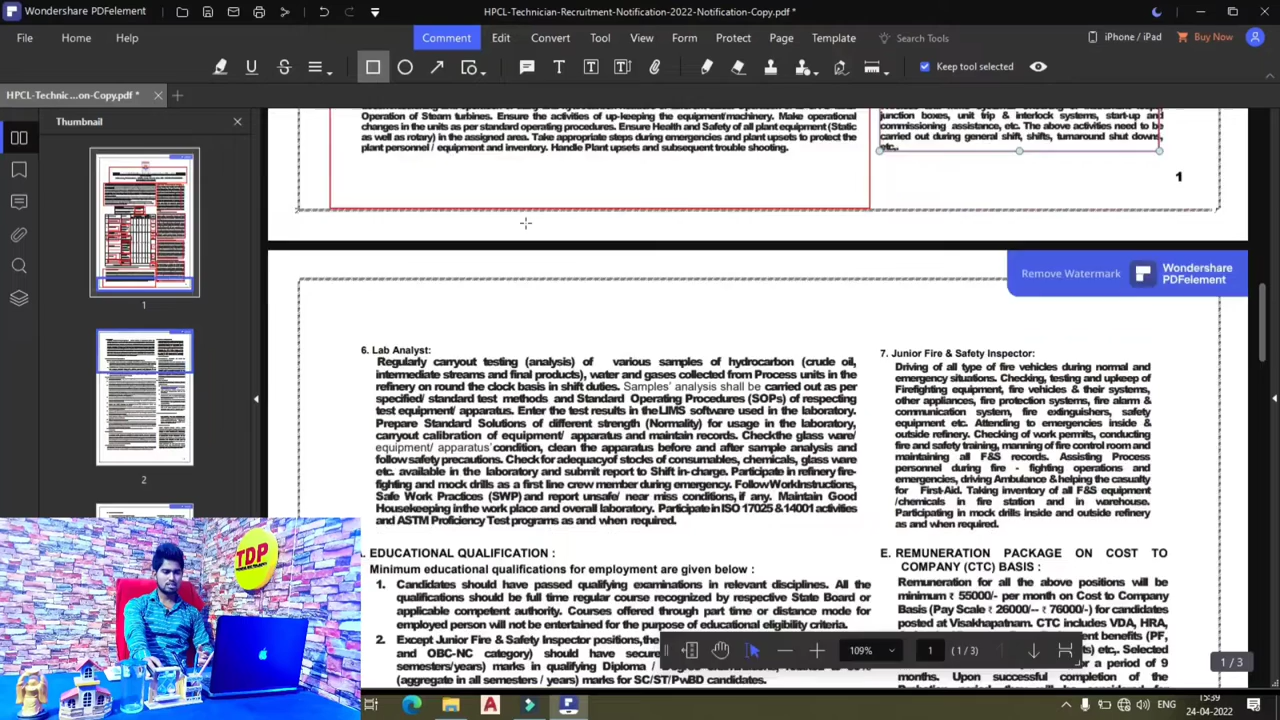 Wondershare PDFelement
HPCL-Technician-Recruitment-Notification-2022-Notification-Copy.pdf *
File Home Help Comment Edit Convert Tool View Form Protect Page Template Search Tools iPhone / iPad Buy Now
Keep tool selected
HPCL-Technic...on-Copy.pdf *
Thumbnail
1
2
Operation of Steam turbines. Ensure the activities of up-keeping the equipment/machinery. Make operational
changes in the units as per standard operating procedures. Ensure Health and Safety of all plant equipment (Static
as well as rotary) in the assigned area. Take appropriate steps during emergencies and plant upsets to protect the
plant personnel / equipment and inventory. Handle Plant upsets and subsequent trouble shooting.
junction boxes, unit trip & interlock systems, start-up and
commissioning assistance, etc. The above activities need to be
carried out during general shift, shifts, turnaround shut downs,
etc,.
1
Remove Watermark
Wondershare
PDFelement
6. Lab Analyst:
Regularly carryout testing (analysis) of various samples of hydrocarbon (crude oil,
intermediate streams and final products), water and gases collected from Process units in the
refinery on round the clock basis in shift duties. Samples' analysis shall be carried out as per
specified/ standard test methods and Standard Operating Procedures (SOPs) of respecting
test equipment/ apparatus. Enter the test results in the LIMS software used in the laboratory.
Prepare Standard Solutions of different strength (Normality) for usage in the laboratory,
carryout calibration of equipment/ apparatus and maintain records. Check the glass ware/
equipment/ apparatus' condition, clean the apparatus before and after sample analysis and
follow safety precautions. Check for adequacy of stocks of consumables, chemicals, glass ware
etc. available in the laboratory and submit report to Shift in-charge. Participate in refinery fire-
fighting and mock drills as a first line crew member during emergency. Follow Work Instructions,
Safe Work Practices (SWP) and report unsafe/ near miss conditions, if any. Maintain Good
Housekeeping in the work place and overall laboratory. Participate in ISO 17025 & 14001 activities
and ASTM Proficiency Test programs as and when required.
7. Junior Fire & Safety Inspector:
Driving of all type of fire vehicles during normal and
emergency situations. Checking, testing and upkeep of
Firefighting equipment, fire vehicles & their systems,
other appliances, fire protection systems, fire alarm &
communication system, fire extinguishers, safety
equipment etc. Attending to emergencies inside &
outside refinery. Checking of work permits, conducting
fire and safety training, manning of fire control room and
maintaining all F&S records. Assisting Process
personnel during fire - fighting operations and
emergencies, driving Ambulance & helping the casualty
for First-Aid. Taking inventory of all F&S equipment
/chemicals in fire station and in warehouse.
Participating in mock drills inside and outside refinery
as and when required.
. EDUCATIONAL QUALIFICATION :
Minimum educational qualifications for employment are given below :
1. Candidates should have passed qualifying examinations in relevant disciplines. All the
qualifications should be full time regular course recognized by respective State Board or
applicable competent authority. Courses offered through part time or distance mode for
employed person will not be entertained for the purpose of educational eligibility criteria.
2. Except Junior Fire & Safety Inspector positions, the
and OBC-NC category) should have secure
semesters/years) marks in qualifying Diploma /
(aggregate in all semesters / years) marks for SC/ST/PwBD candidates.
E. REMUNERATION PACKAGE ON COST TO
COMPANY (CTC) BASIS :
Remuneration for all the above positions will be
minimum ₹ 55000/- per month on Cost to Company
Basis (Pay Scale ₹ 26000/-- ₹ 76000/-) for candidates
posted at Visakhapatnam. CTC includes VDA, HRA,
ent benefits (PF,
ts) etc,. Selected
r a period of 9
months. Upon successful completion of the
109% 1 ( 1 / 3 )
1 / 3
TDP
15:39
24-04-2022